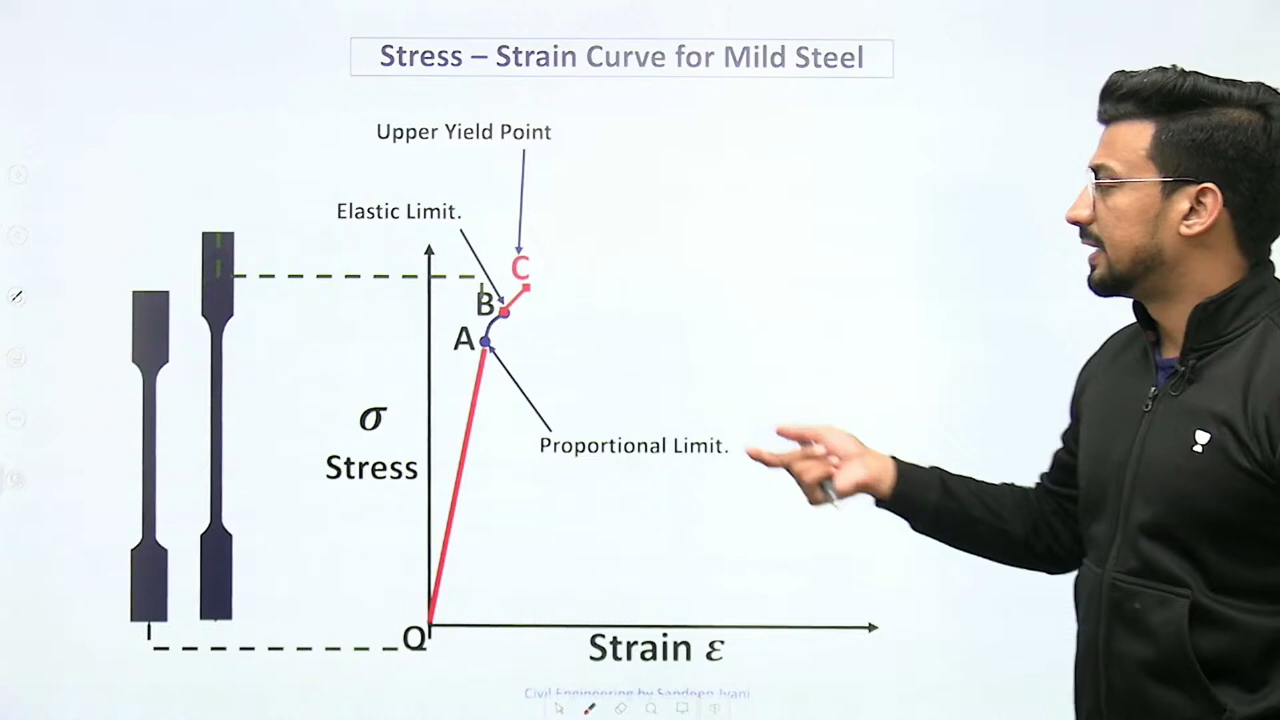 Stress – Strain Curve for Mild Steel
Upper Yield Point
Elastic Limit.
C
B
A
σ
Stress
Proportional Limit.
O
Strain ε
Civil Engineering by Sandeep Jyani